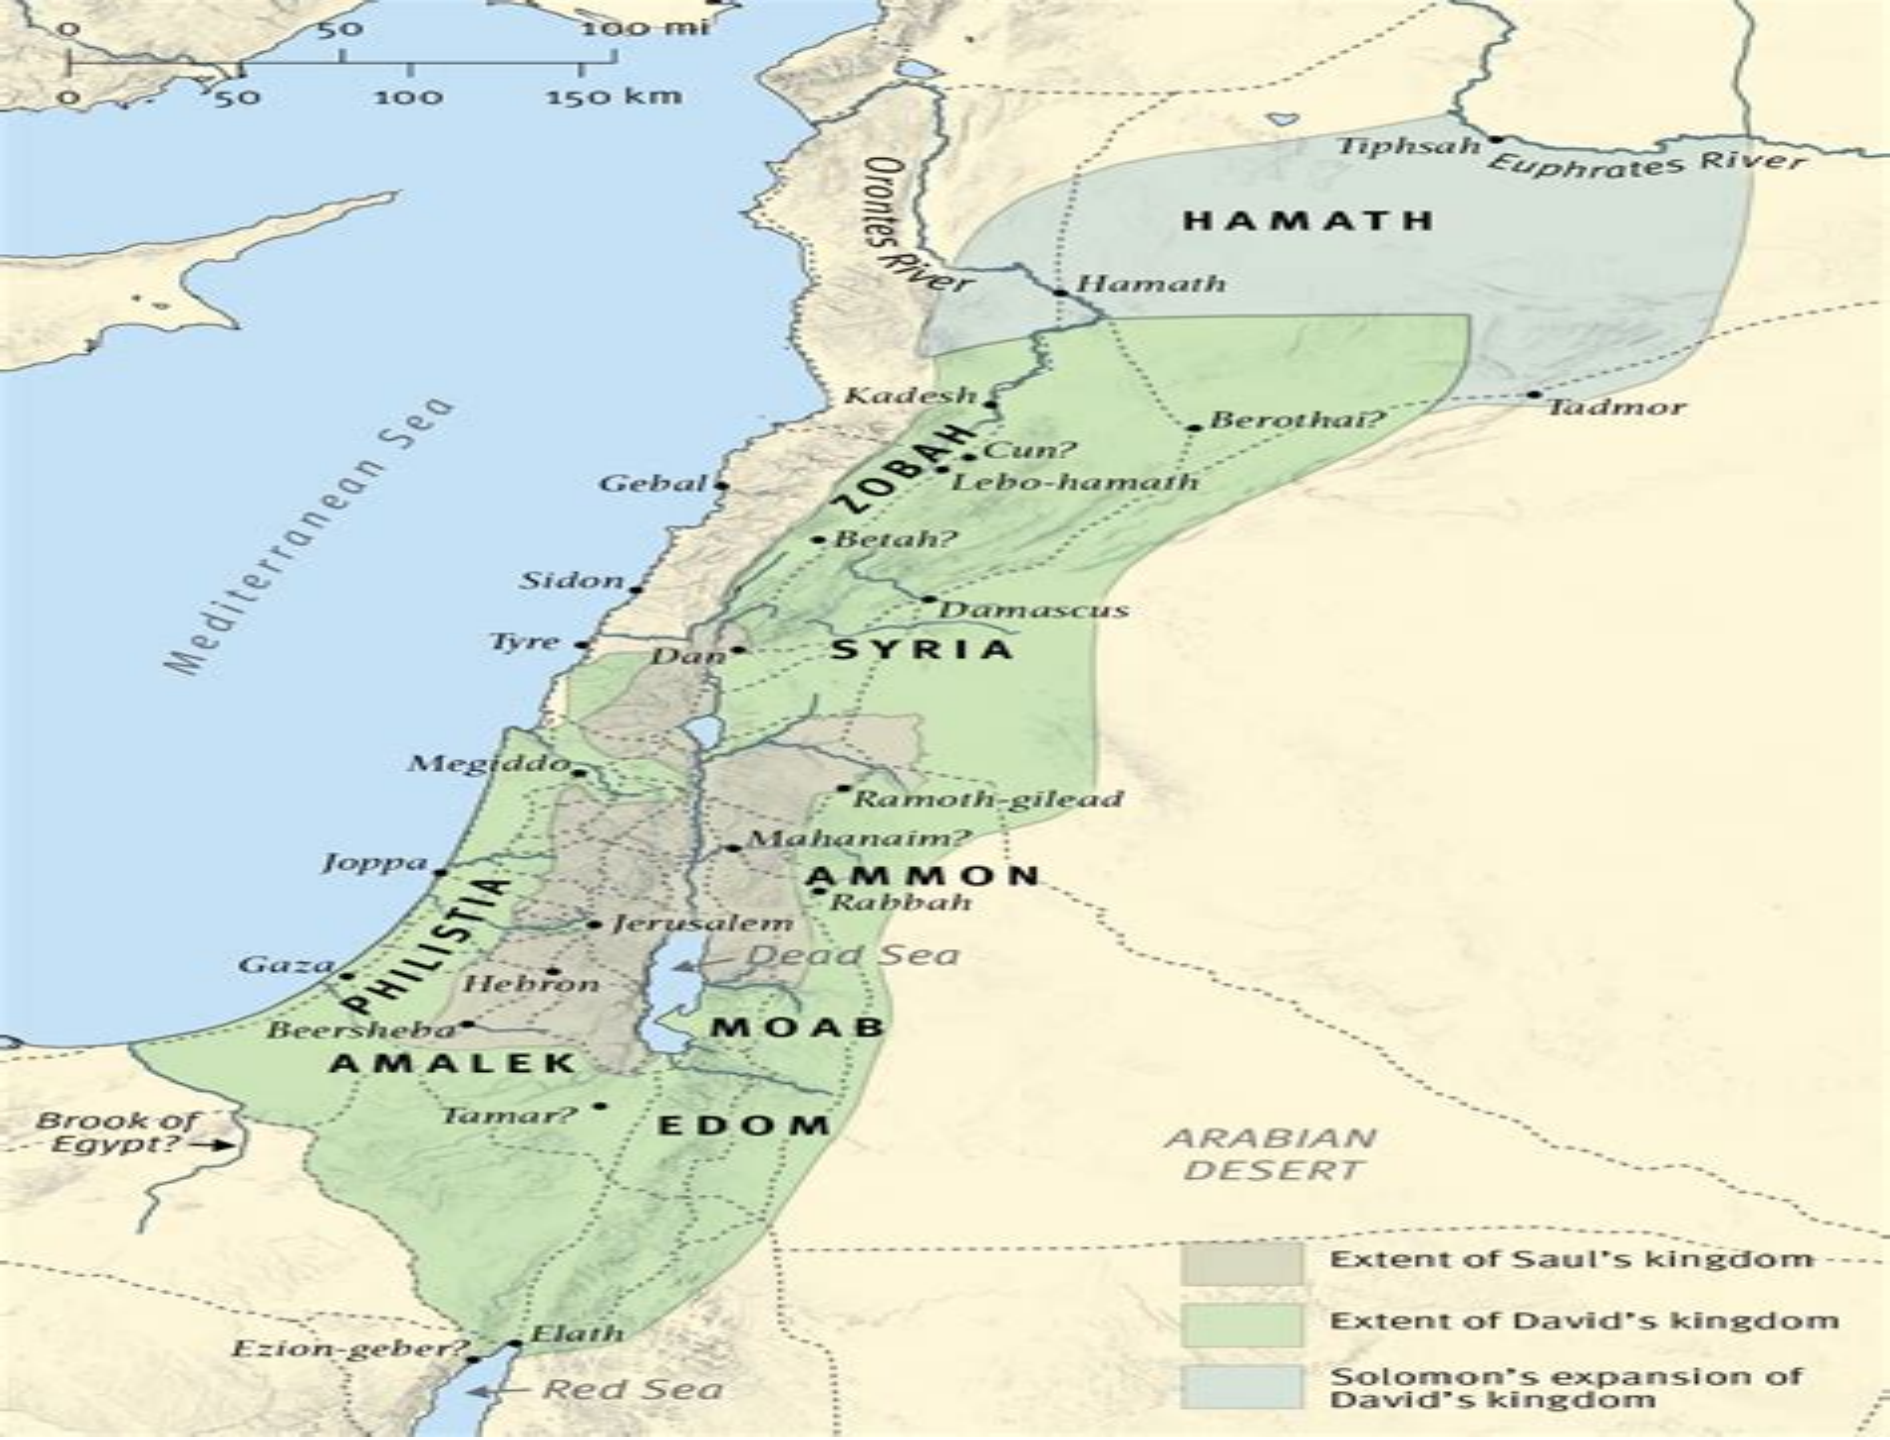 0 50 100 mi
0 50 100 150 km
Orontes River
Tiphsah
Euphrates River
HAMATH
Hamath
Mediterranean Sea
Kadesh
Berothai?
Tadmor
ZOBAH
Cun?
Gebal
Lebo-hamath
Betah?
Sidon
Damascus
Tyre
Dan
SYRIA
Megiddo
Ramoth-gilead
Mahanaim?
Joppa
AMMON
Rabbah
PHILISTIA
Jerusalem
Dead Sea
Gaza
Hebron
Beersheba
MOAB
AMALEK
Tamar?
EDOM
Brook of
Egypt?
ARABIAN
DESERT
Extent of Saul's kingdom
Extent of David's kingdom
Elath
Ezion-geber?
Red Sea
Solomon's expansion of
David's kingdom